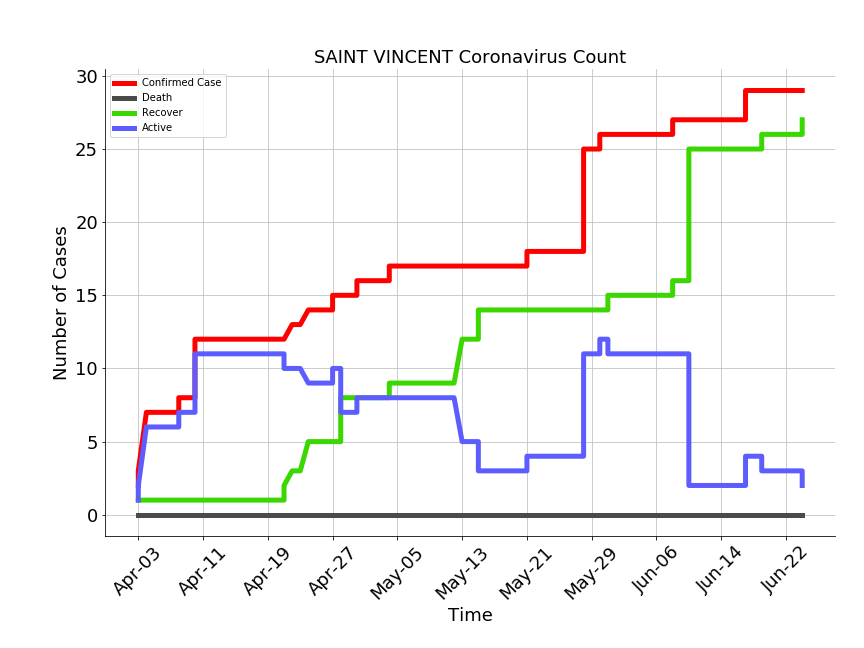 SAINT VINCENT Coronavirus Count
Confirmed Case
Death
Recover
Active
Number of Cases
30
25
20
15
10
5
0
Apr-03
Apr-11
Apr-19
Apr-27
May-05
May-13
May-21
May-29
Jun-06
Jun-14
Jun-22
Time